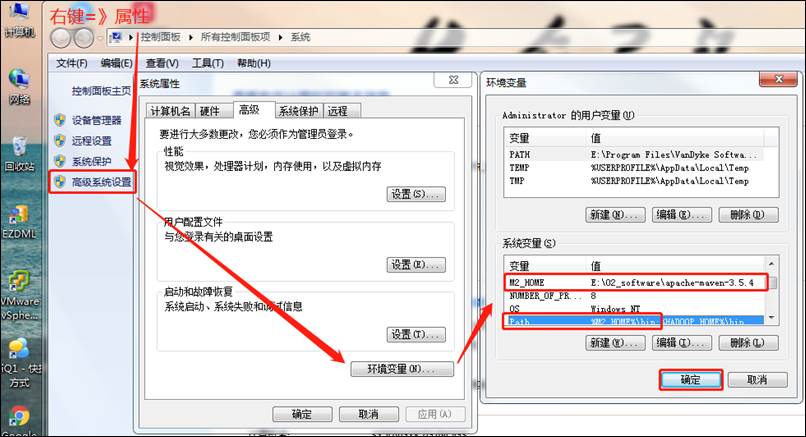 右键=》属性
计算机
控制面板 ▸ 所有控制面板项 ▸ 系统
文件(F) 编辑(E) 查看(V) 工具(T) 帮助(H)
网络
回收站
EZDML
VMware
vSphe...
iQ1 - 快捷
方式
Google
控制面板主页
设备管理器
远程设置
系统保护
高级系统设置
系统属性
计算机名 硬件 高级 系统保护 远程
要进行大多数更改，您必须作为管理员登录。
性能
视觉效果，处理器计划，内存使用，以及虚拟内存
设置(S)...
用户配置文件
与您登录有关的桌面设置
设置(E)...
启动和故障恢复
系统启动、系统失败和调试信息
设置(T)...
环境变量(N)...
确定 取消 应用(A)
环境变量
Administrator 的用户变量(U)
变量 值
PATH E:\Program Files\VanDyke Softwa...
TEMP %USERPROFILE%\AppData\Local\Temp
TMP %USERPROFILE%\AppData\Local\Temp
新建(N)... 编辑(E)... 删除(D)
系统变量(S)
变量 值
M2_HOME E:\02_software\apache-maven-3.5.4
NUMBER_OF_PR... 8
OS Windows NT
Path %M2_HOME%\bin;%HADOOP_HOME%\bin
新建(W)... 编辑(I)... 删除(L)
确定 取消